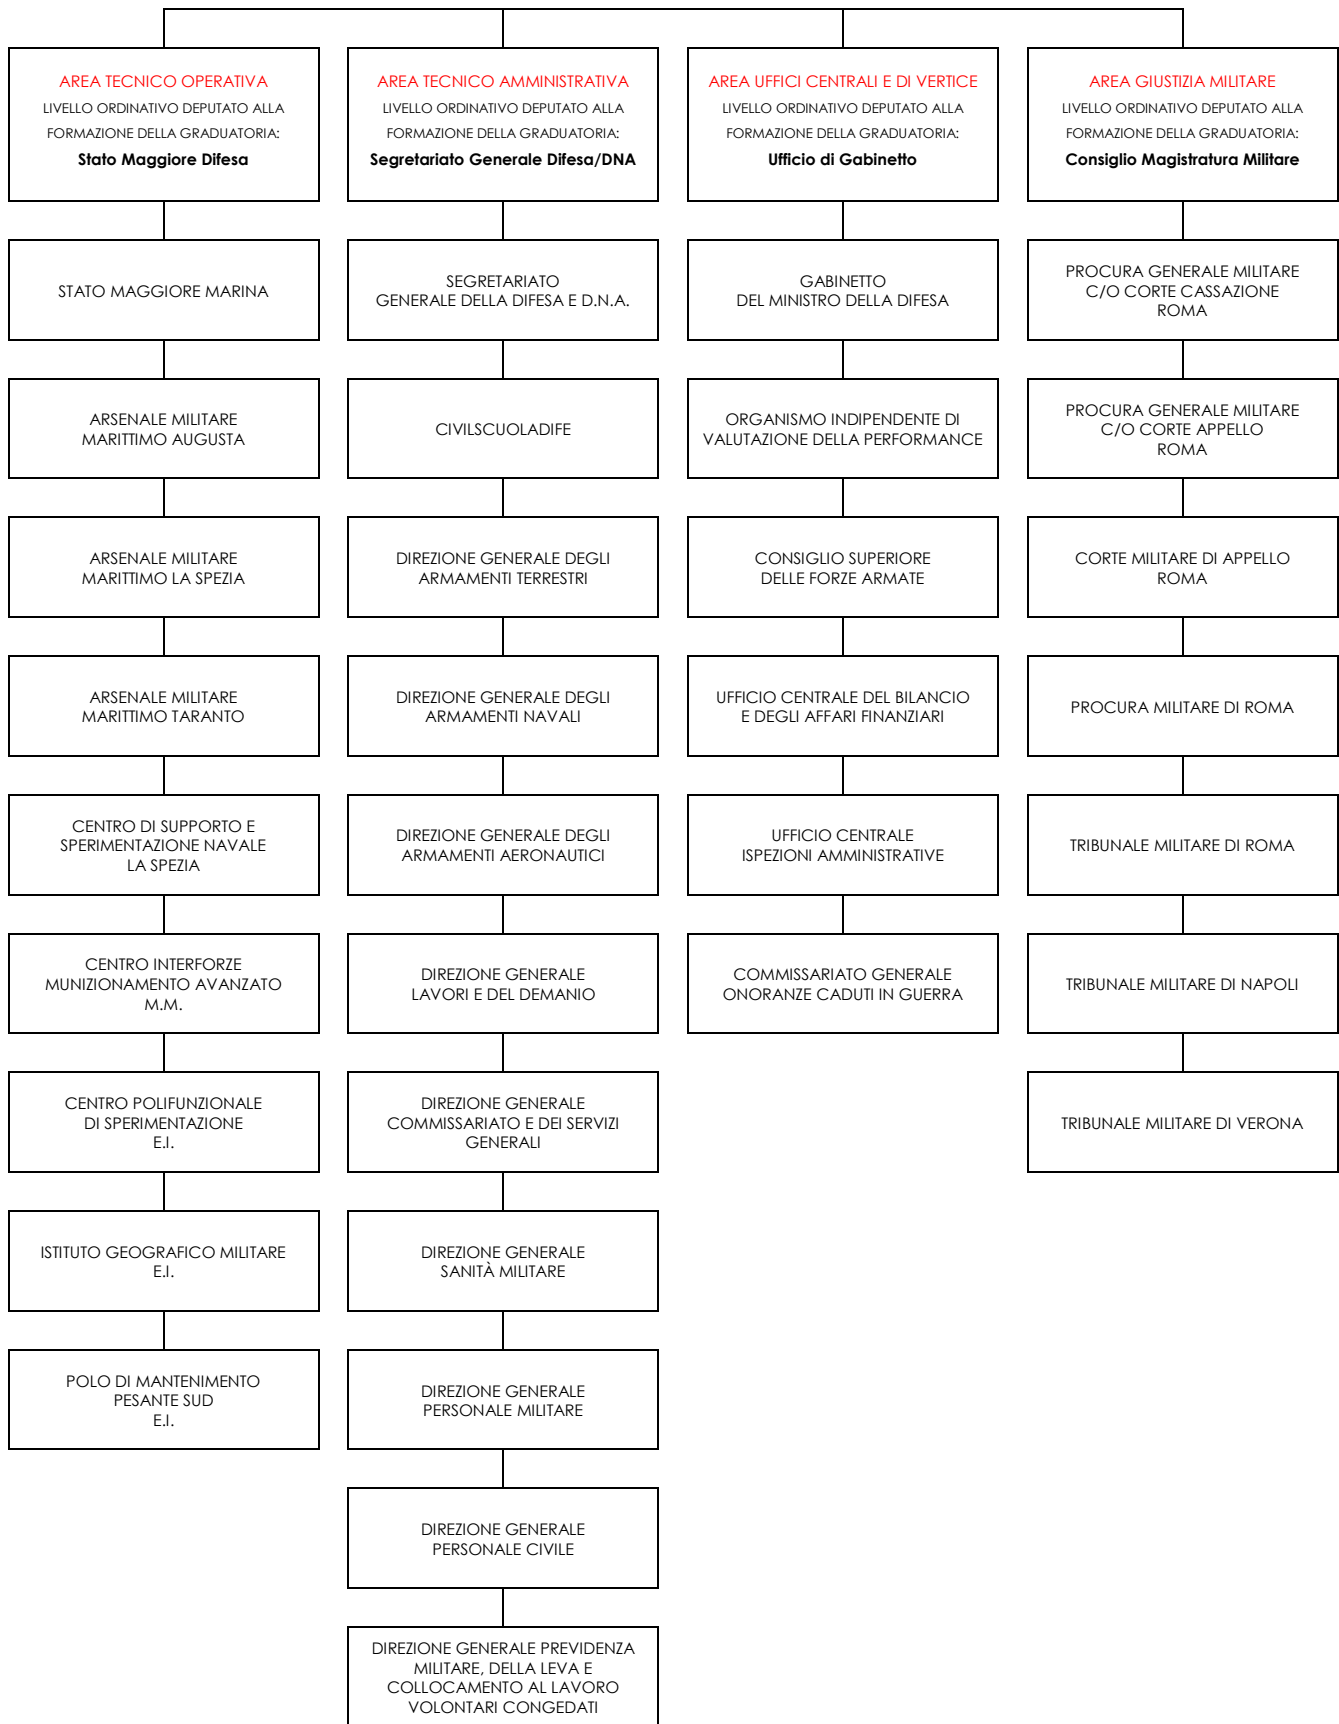 AREA TECNICO OPERATIVA
LIVELLO ORDINATIVO DEPUTATO ALLA
FORMAZIONE DELLA GRADUATORIA:
Stato Maggiore Difesa
STATO MAGGIORE MARINA
ARSENALE MILITARE
MARITTIMO AUGUSTA
ARSENALE MILITARE
MARITTIMO LA SPEZIA
ARSENALE MILITARE
MARITTIMO TARANTO
CENTRO DI SUPPORTO E
SPERIMENTAZIONE NAVALE
LA SPEZIA
CENTRO INTERFORZE
MUNIZIONAMENTO AVANZATO
M.M.
CENTRO POLIFUNZIONALE
DI SPERIMENTAZIONE
E.I.
ISTITUTO GEOGRAFICO MILITARE
E.I.
POLO DI MANTENIMENTO
PESANTE SUD
E.I.
AREA TECNICO AMMINISTRATIVA
LIVELLO ORDINATIVO DEPUTATO ALLA
FORMAZIONE DELLA GRADUATORIA:
Segretariato Generale Difesa/DNA
SEGRETARIATO
GENERALE DELLA DIFESA E D.N.A.
CIVILSCUOLADIFE
DIREZIONE GENERALE DEGLI
ARMAMENTI TERRESTRI
DIREZIONE GENERALE DEGLI
ARMAMENTI NAVALI
DIREZIONE GENERALE DEGLI
ARMAMENTI AERONAUTICI
DIREZIONE GENERALE
LAVORI E DEL DEMANIO
DIREZIONE GENERALE
COMMISSARIATO E DEI SERVIZI
GENERALI
DIREZIONE GENERALE
SANITÀ MILITARE
DIREZIONE GENERALE
PERSONALE MILITARE
DIREZIONE GENERALE
PERSONALE CIVILE
DIREZIONE GENERALE PREVIDENZA
MILITARE, DELLA LEVA E
COLLOCAMENTO AL LAVORO
VOLONTARI CONGEDATI
AREA UFFICI CENTRALI E DI VERTICE
LIVELLO ORDINATIVO DEPUTATO ALLA
FORMAZIONE DELLA GRADUATORIA:
Ufficio di Gabinetto
GABINETTO
DEL MINISTRO DELLA DIFESA
ORGANISMO INDIPENDENTE DI
VALUTAZIONE DELLA PERFORMANCE
CONSIGLIO SUPERIORE
DELLE FORZE ARMATE
UFFICIO CENTRALE DEL BILANCIO
E DEGLI AFFARI FINANZIARI
UFFICIO CENTRALE
ISPEZIONI AMMINISTRATIVE
COMMISSARIATO GENERALE
ONORANZE CADUTI IN GUERRA
AREA GIUSTIZIA MILITARE
LIVELLO ORDINATIVO DEPUTATO ALLA
FORMAZIONE DELLA GRADUATORIA:
Consiglio Magistratura Militare
PROCURA GENERALE MILITARE
C/O CORTE CASSAZIONE
ROMA
PROCURA GENERALE MILITARE
C/O CORTE APPELLO
ROMA
CORTE MILITARE DI APPELLO
ROMA
PROCURA MILITARE DI ROMA
TRIBUNALE MILITARE DI ROMA
TRIBUNALE MILITARE DI NAPOLI
TRIBUNALE MILITARE DI VERONA